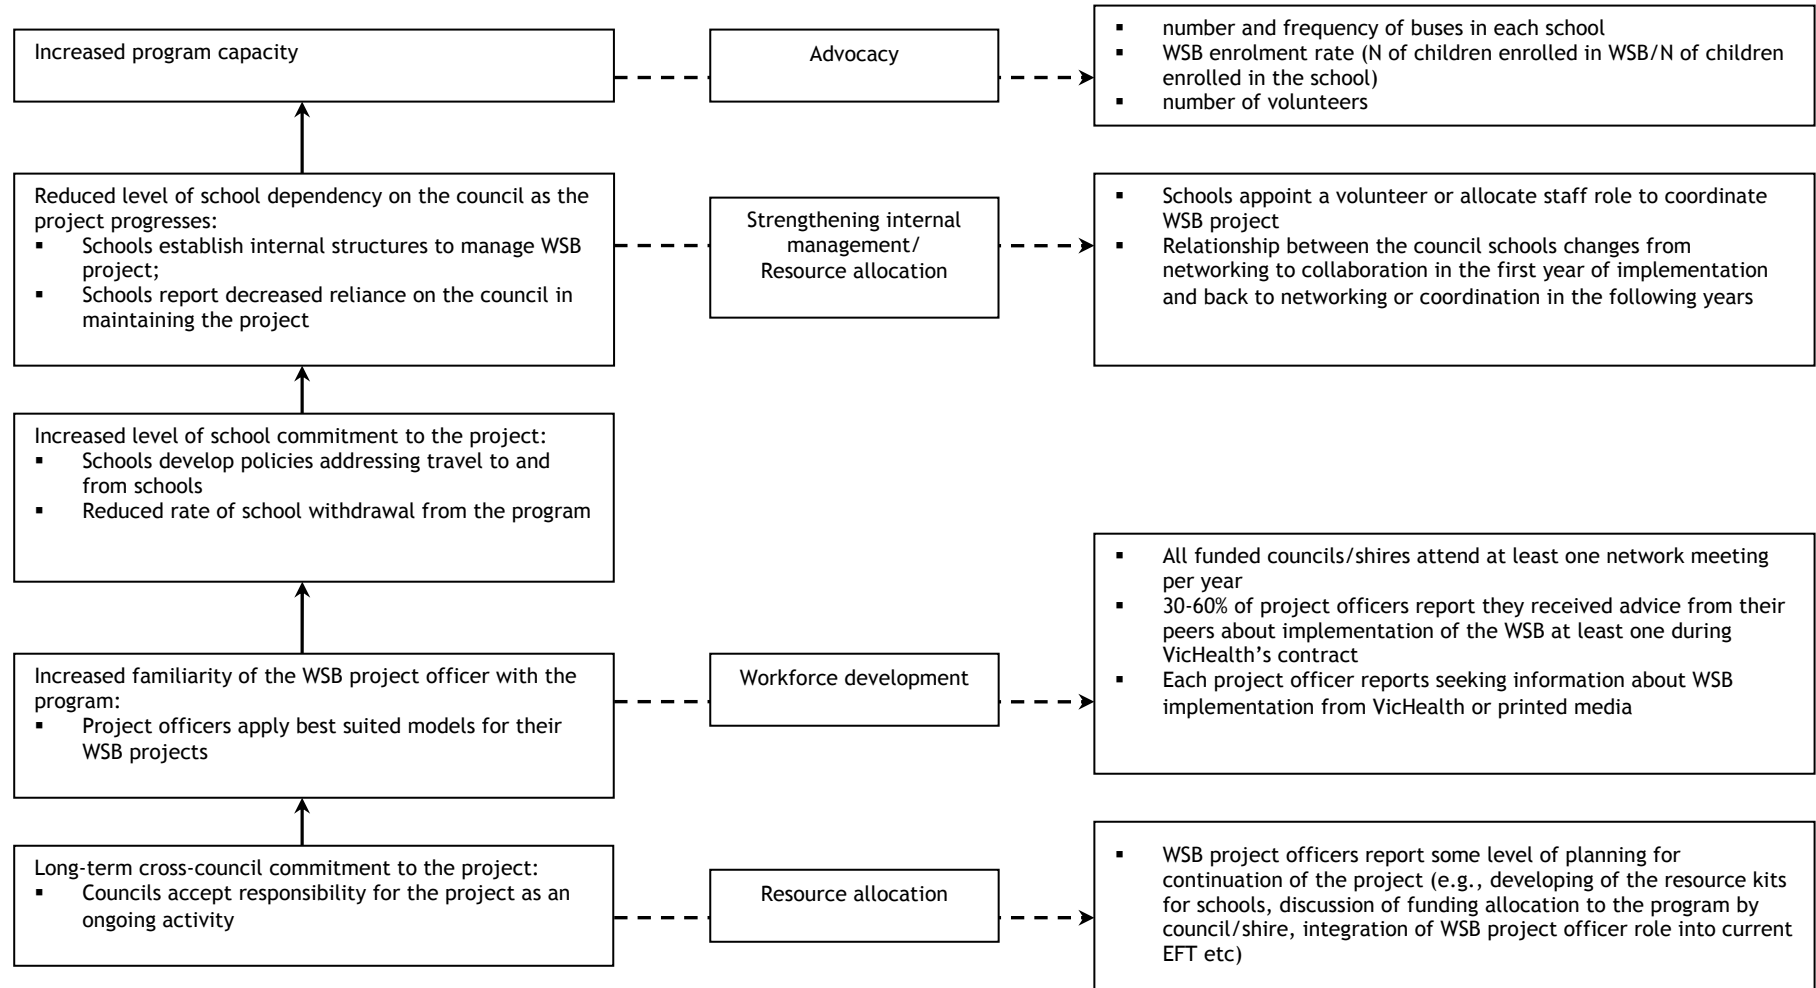 Increased program capacity
Advocacy
▪ number and frequency of buses in each school
▪ WSB enrolment rate (N of children enrolled in WSB/N of children
enrolled in the school)
▪ number of volunteers
Reduced level of school dependency on the council as the
project progresses:
▪ Schools establish internal structures to manage WSB
project;
▪ Schools report decreased reliance on the council in
maintaining the project
Strengthening internal
management/
Resource allocation
▪ Schools appoint a volunteer or allocate staff role to coordinate
WSB project
▪ Relationship between the council schools changes from
networking to collaboration in the first year of implementation
and back to networking or coordination in the following years
Increased level of school commitment to the project:
▪ Schools develop policies addressing travel to and
from schools
▪ Reduced rate of school withdrawal from the program
Increased familiarity of the WSB project officer with the
program:
▪ Project officers apply best suited models for their
WSB projects
Workforce development
▪ All funded councils/shires attend at least one network meeting
per year
▪ 30-60% of project officers report they received advice from their
peers about implementation of the WSB at least one during
VicHealth's contract
▪ Each project officer reports seeking information about WSB
implementation from VicHealth or printed media
Long-term cross-council commitment to the project:
▪ Councils accept responsibility for the project as an
ongoing activity
Resource allocation
▪ WSB project officers report some level of planning for
continuation of the project (e.g., developing of the resource kits
for schools, discussion of funding allocation to the program by
council/shire, integration of WSB project officer role into current
EFT etc)